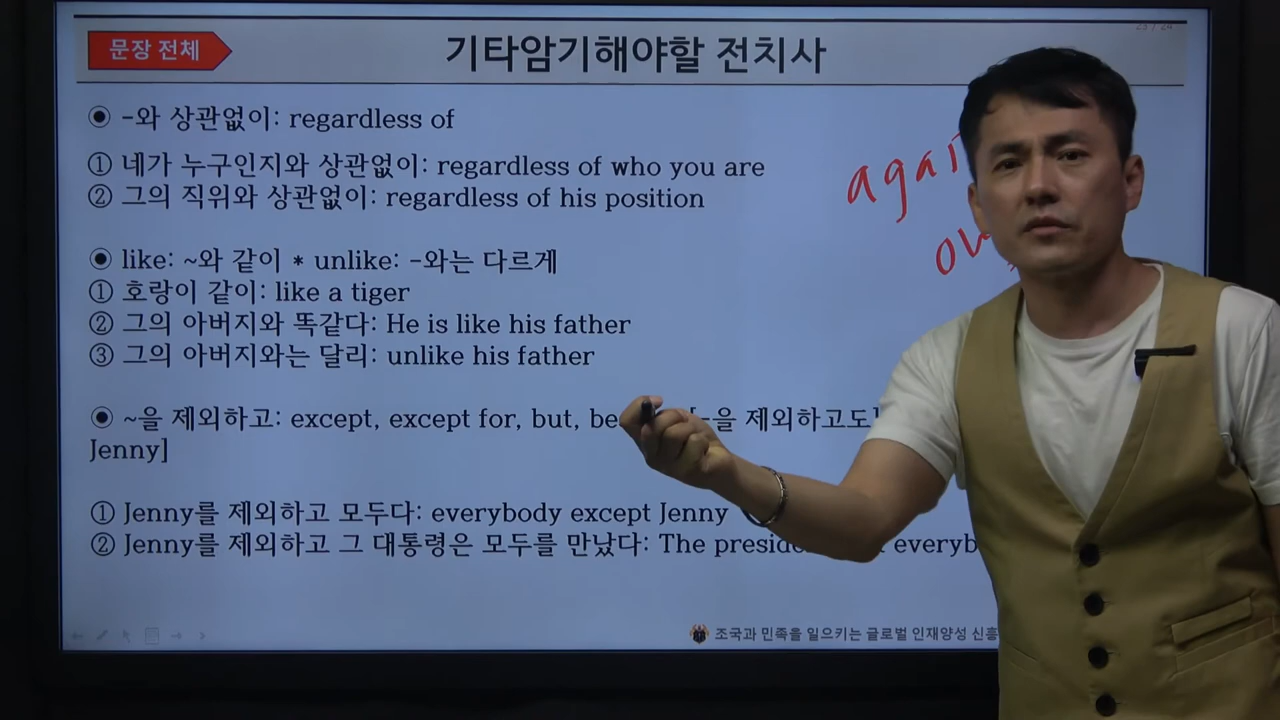 문장 전체
기타암기해야할 전치사
◉ -와 상관없이: regardless of
① 네가 누구인지와 상관없이: regardless of who you are
② 그의 직위와 상관없이: regardless of his position
◉ like: ~와 같이 * unlike: -와는 다르게
① 호랑이 같이: like a tiger
② 그의 아버지와 똑같다: He is like his father
③ 그의 아버지와는 달리: unlike his father
◉ ~을 제외하고: except, except for, but, [-을 제외하고도]
Jenny]
① Jenny를 제외하고 모두다: everybody except Jenny
② Jenny를 제외하고 그 대통령은 모두를 만났다: The
조국과 민족을 일으키는 글로벌 인재양성